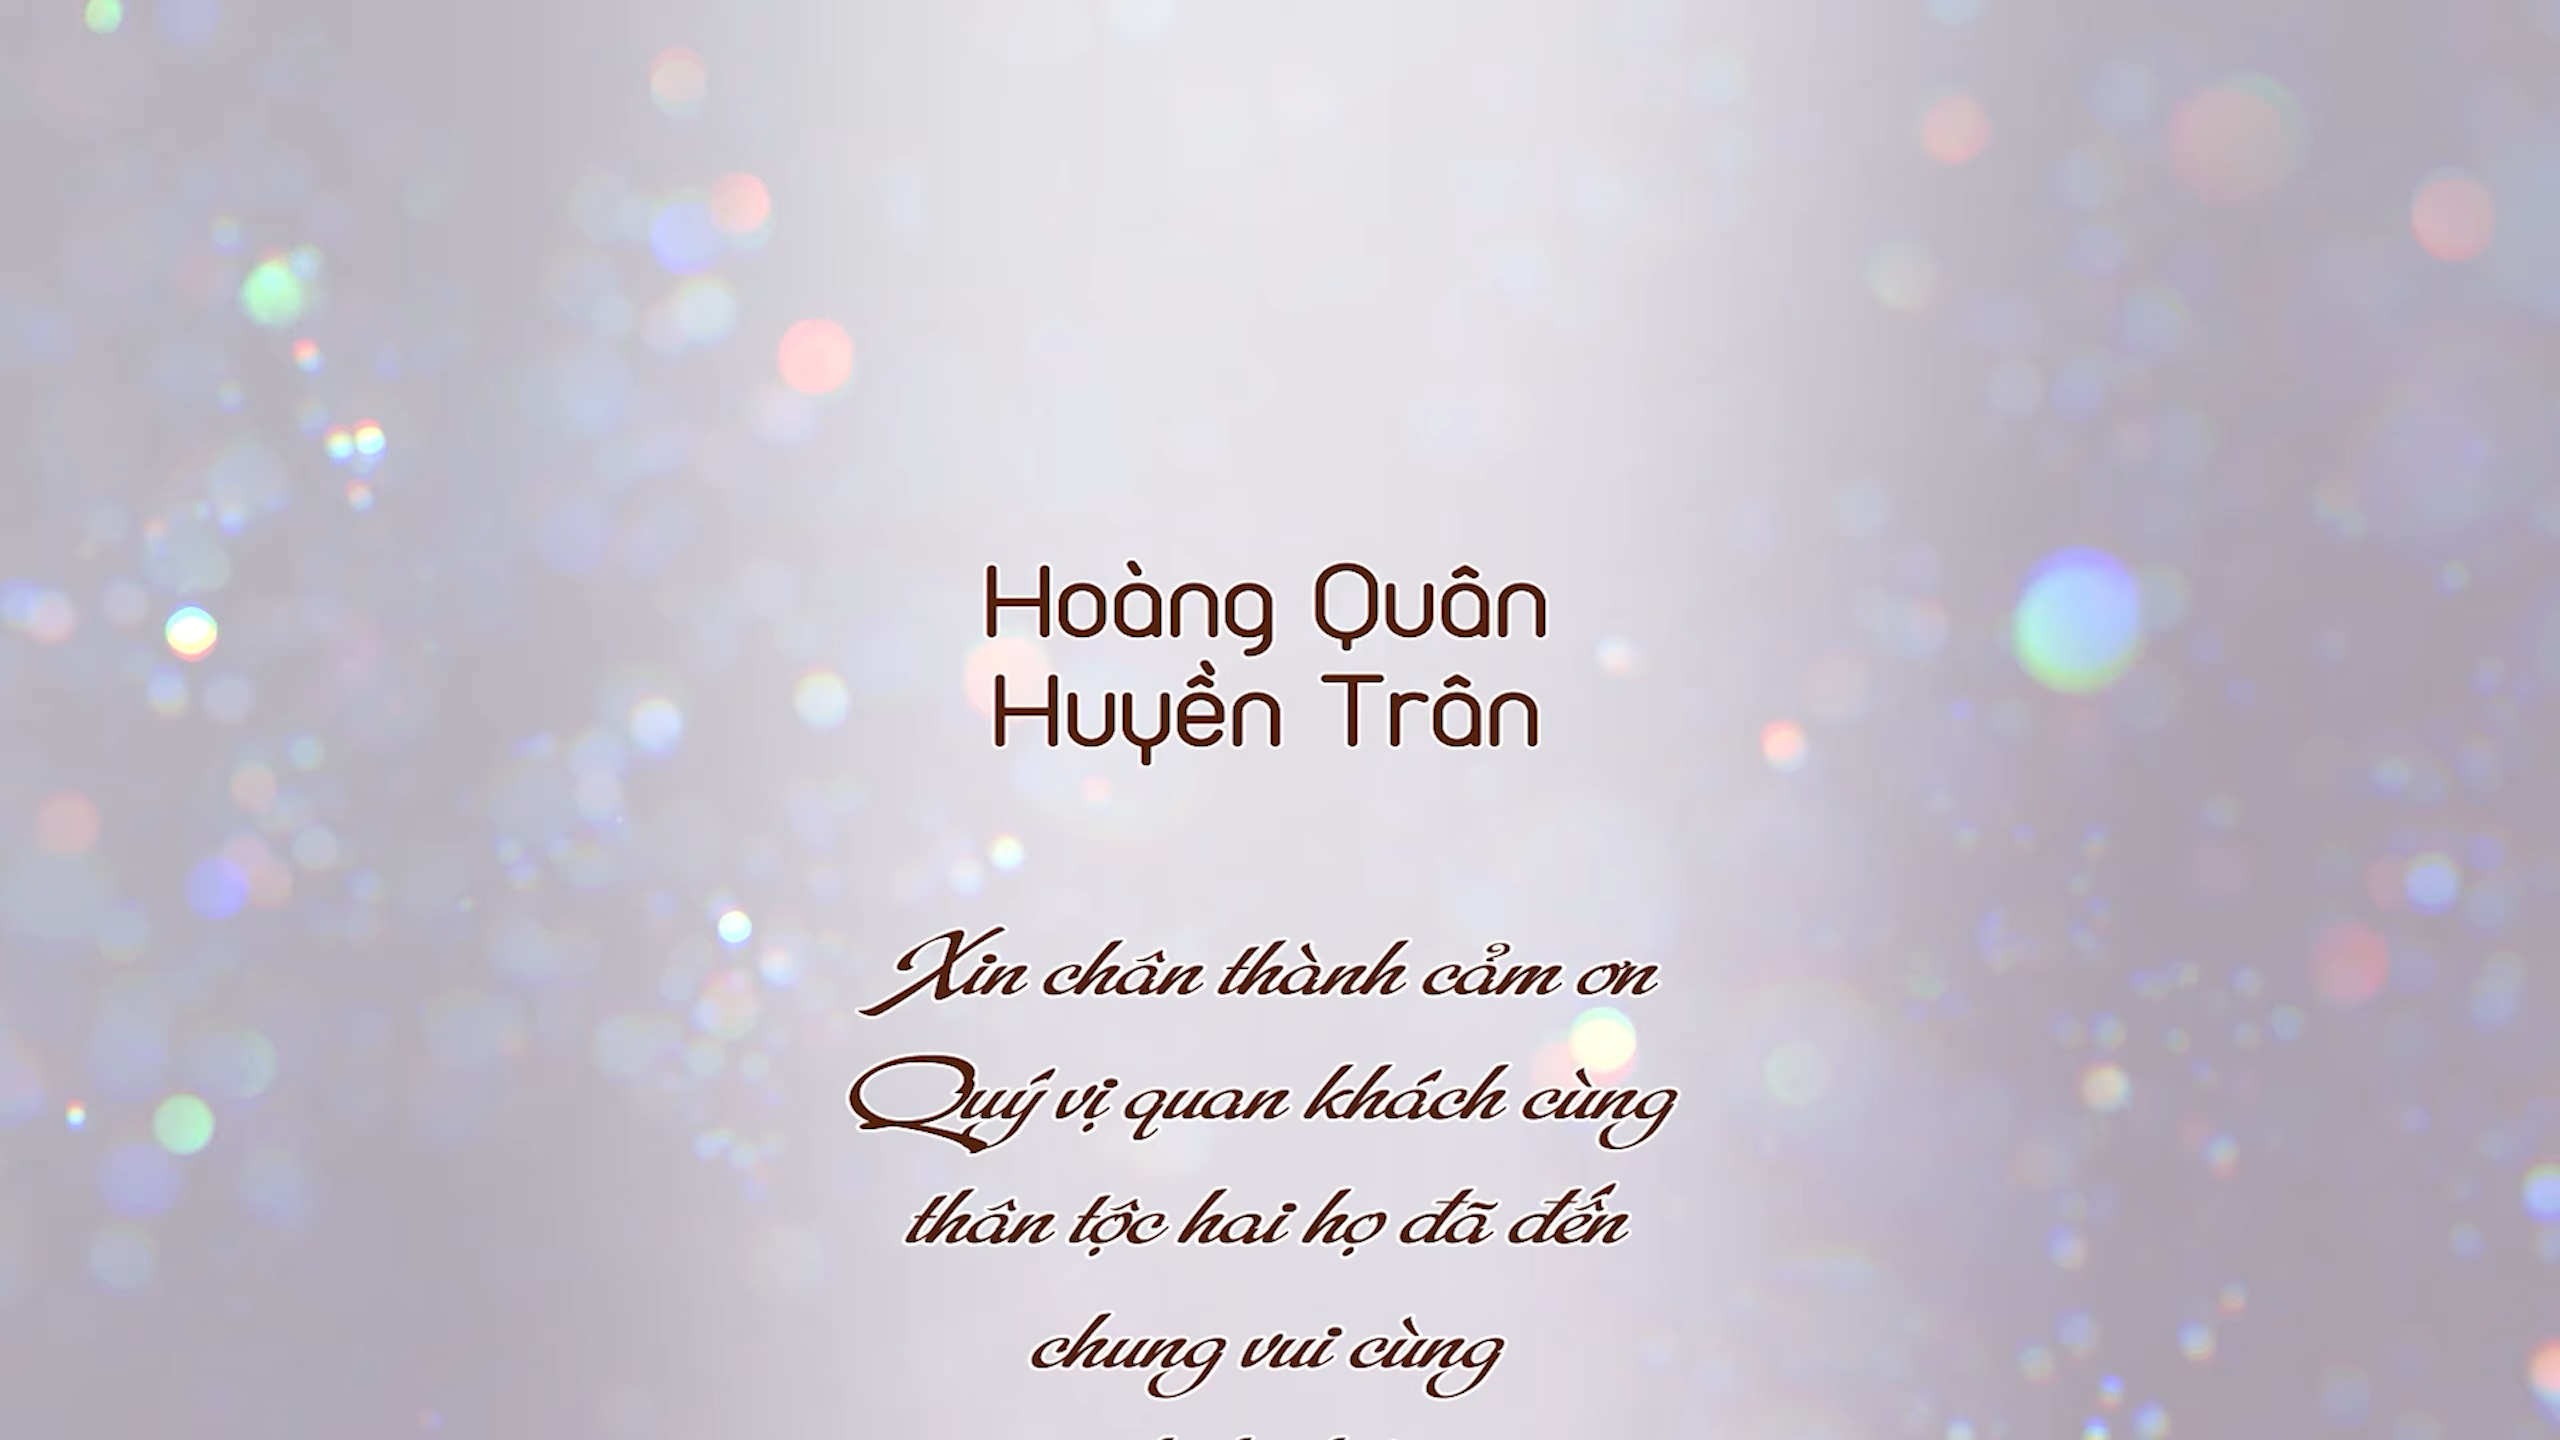 Hoàng Quân
Huyền Trân
Xin chân thành cảm ơn
Quý vị quan khách cùng
thân tộc hai họ đã đến
chung vui cùng